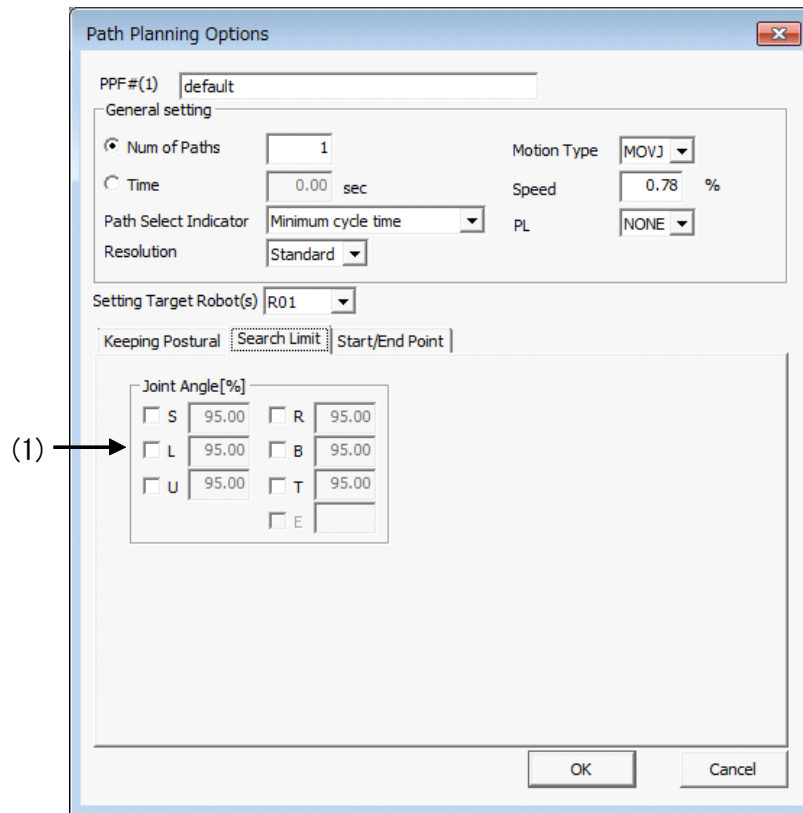 Path Planning Options
PPF#(1) default
General setting
Num of Paths 1 Motion Type MOVJ
Time 0.00 sec Speed 0.78 %
Path Select Indicator Minimum cycle time PL NONE
Resolution Standard
Setting Target Robot(s) R01
Keeping Postural Search Limit Start/End Point
Joint Angle[%]
S 95.00 R 95.00
(1) L 95.00 B 95.00
U 95.00 T 95.00
E
OK Cancel